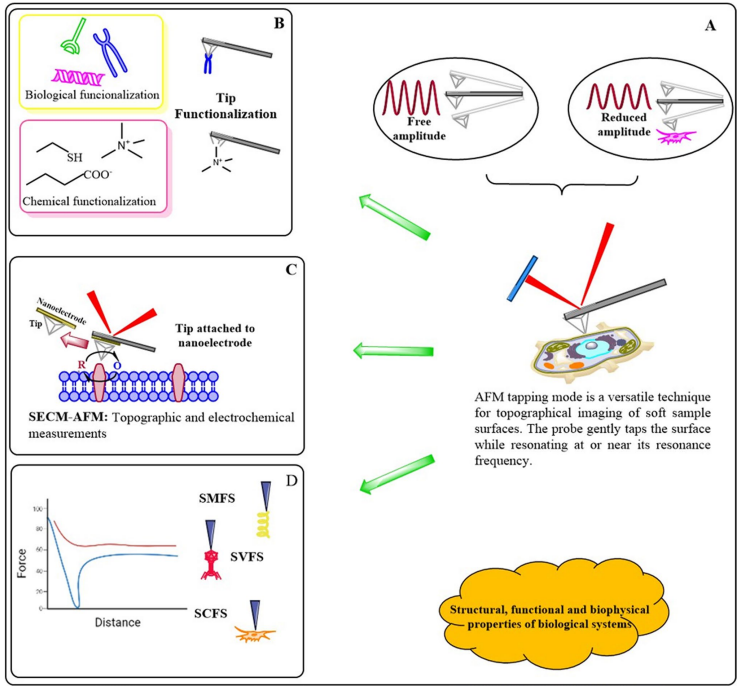 A
Free
amplitude
Reduced
amplitude
AFM tapping mode is a versatile technique
for topographical imaging of soft sample
surfaces. The probe gently taps the surface
while resonating at or near its resonance
frequency.
Structural, functional and biophysical
properties of biological systems
B
Biological funcionalization
Tip
Functionalization
SH
N+
COO-
Chemical functionalization
N+
C
Nanoelectrode
Tip
Tip attached to
nanoelectrode
R
O
SECM-AFM: Topographic and electrochemical
measurements
D
SMFS
SVFS
SCFS
Force
100
80
60
40
20
0
Distance